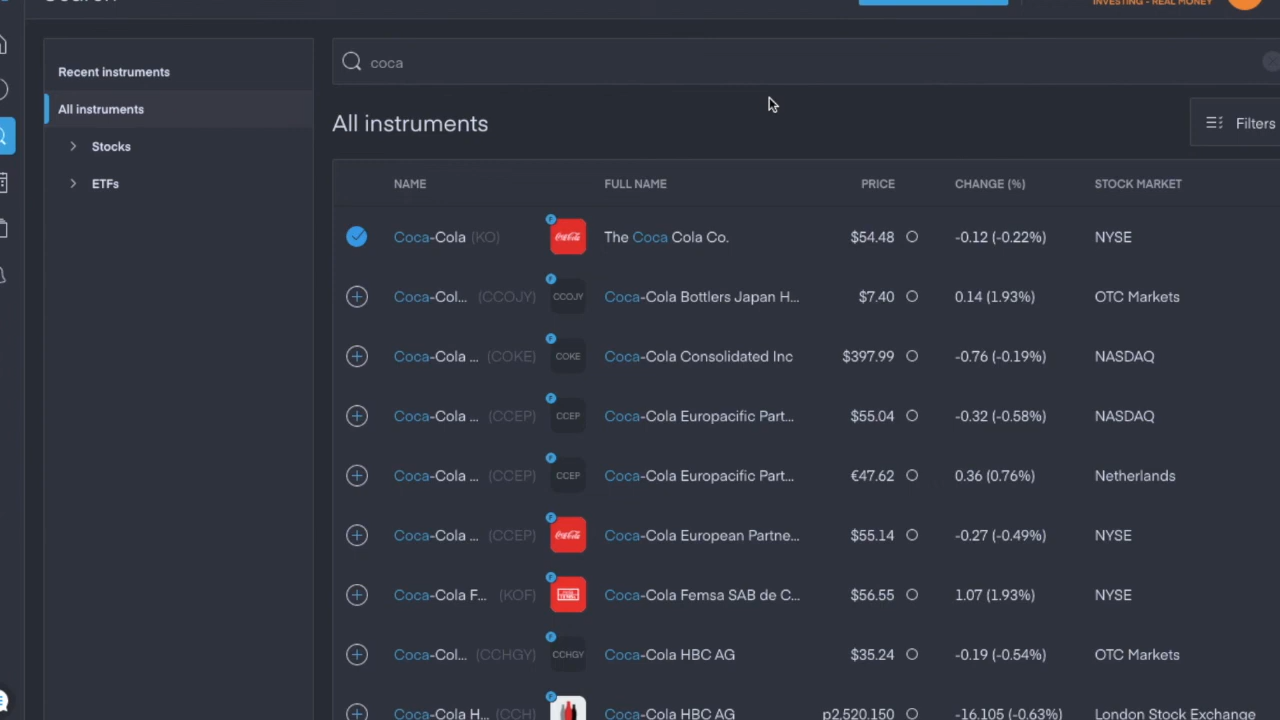 Search
INVESTING - REAL MONEY
Recent instruments
All instruments
Stocks
ETFs
coca
All instruments
Filters
NAME FULL NAME PRICE CHANGE (%) STOCK MARKET
Coca-Cola (KO) The Coca Cola Co. $54.48 -0.12 (-0.22%) NYSE
Coca-Col... (CCOJY) CCOJY Coca-Cola Bottlers Japan H... $7.40 0.14 (1.93%) OTC Markets
Coca-Cola ... (COKE) COKE Coca-Cola Consolidated Inc $397.99 -0.76 (-0.19%) NASDAQ
Coca-Cola ... (CCEP) CCEP Coca-Cola Europacific Part... $55.04 -0.32 (-0.58%) NASDAQ
Coca-Cola ... (CCEP) CCEP Coca-Cola Europacific Part... €47.62 0.36 (0.76%) Netherlands
Coca-Cola ... (CCEP) Coca-Cola Coca-Cola European Partne... $55.14 -0.27 (-0.49%) NYSE
Coca-Cola F... (KOF) Coca-Cola Femsa SAB de C... $56.55 1.07 (1.93%) NYSE
Coca-Col... (CCHGY) CCHGY Coca-Cola HBC AG $35.24 -0.19 (-0.54%) OTC Markets
Coca-Cola H... (CCH) Coca-Cola HBC AG p2,520.150 -16.105 (-0.63%) London Stock Exchange